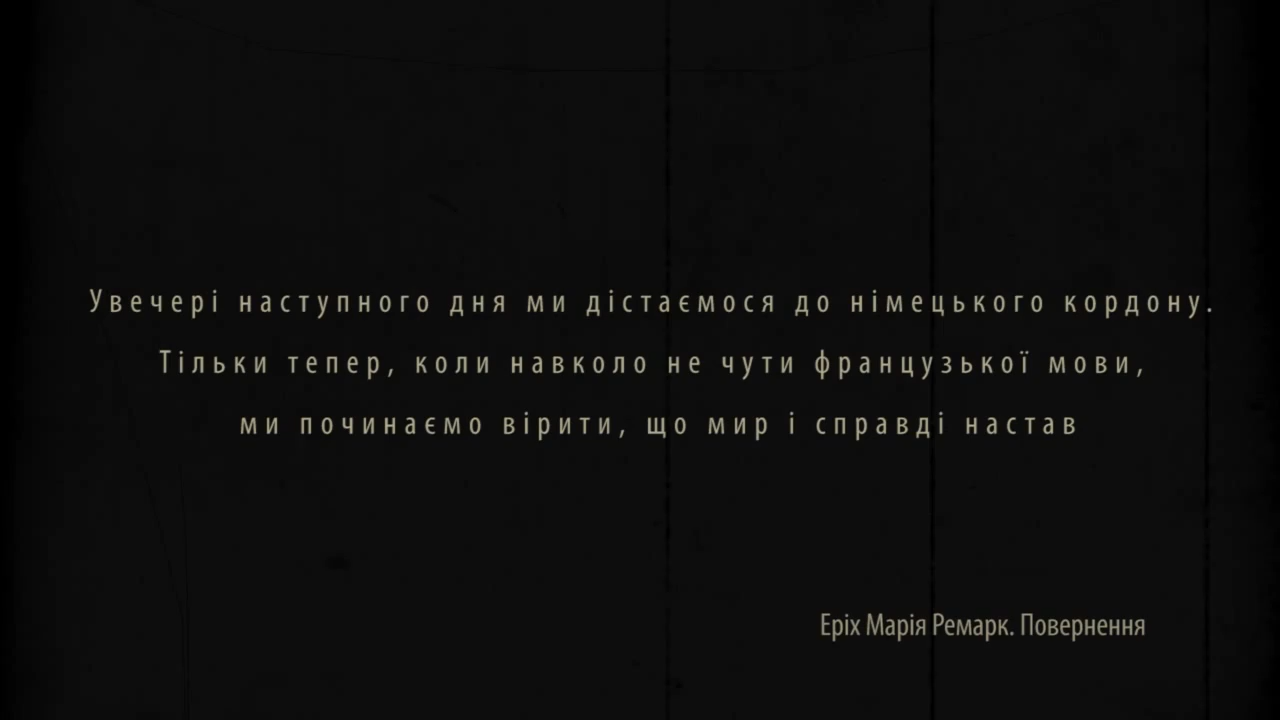 Увечері наступного дня ми дістаємося до німецького кордону.
Тільки тепер, коли навколо не чути французької мови,
ми починаємо вірити, що мир і справді настав
Еріх Марія Ремарк. Повернення